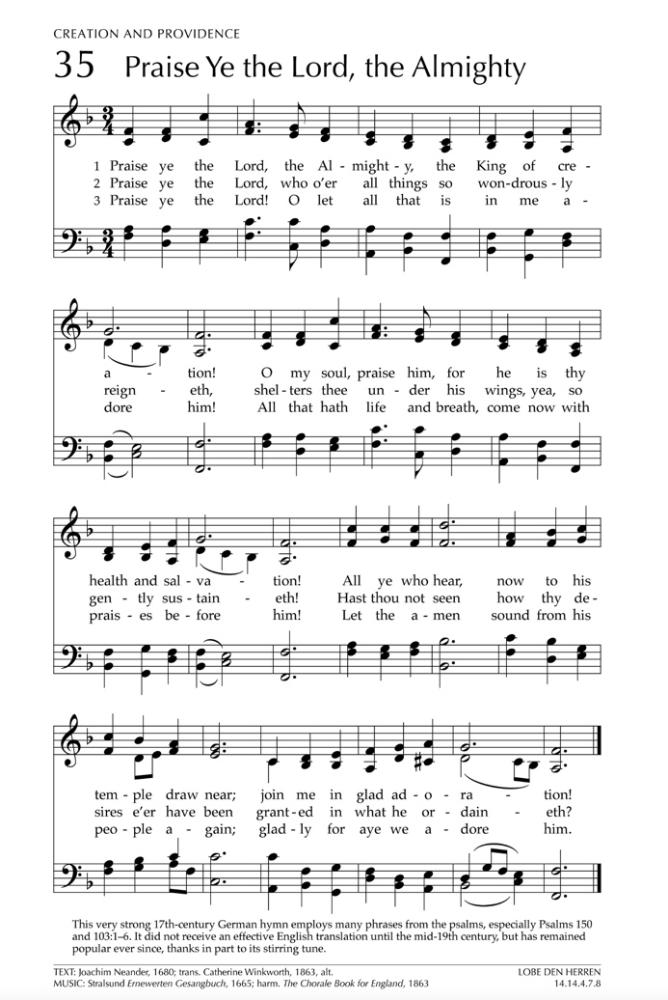 CREATION AND PROVIDENCE
35 Praise Ye the Lord, the Almighty
1 Praise ye the Lord, the Al - might - y, the King of cre -
2 Praise ye the Lord, who o'er all things so won-drous - ly
3 Praise ye the Lord! O let all that is in me a -
a - tion! O my soul, praise him, for he is thy
reign - eth, shel - ters thee un - der his wings, yea, so
dore him! All that hath life and breath, come now with
health and sal - va - tion! All ye who hear, now to his
gen - tly sus - tain - eth! Hast thou not seen how thy de -
prais - es be - fore him! Let the a - men sound from his
tem - ple draw near; join me in glad ad - o - ra - tion!
sires e'er have been grant - ed in what he or - dain - eth?
peo - ple a - gain; glad - ly for aye we a - dore him.
This very strong 17th-century German hymn employs many phrases from the psalms, especially Psalms 150
and 103:1–6. It did not receive an effective English translation until the mid-19th century, but has remained
popular ever since, thanks in part to its stirring tune.
TEXT: Joachim Neander, 1680; trans. Catherine Winkworth, 1863, alt. LOBE DEN HERREN
MUSIC: Stralsund Ernewerten Gesangbuch, 1665; harm. The Chorale Book for England, 1863 14.14.4.7.8